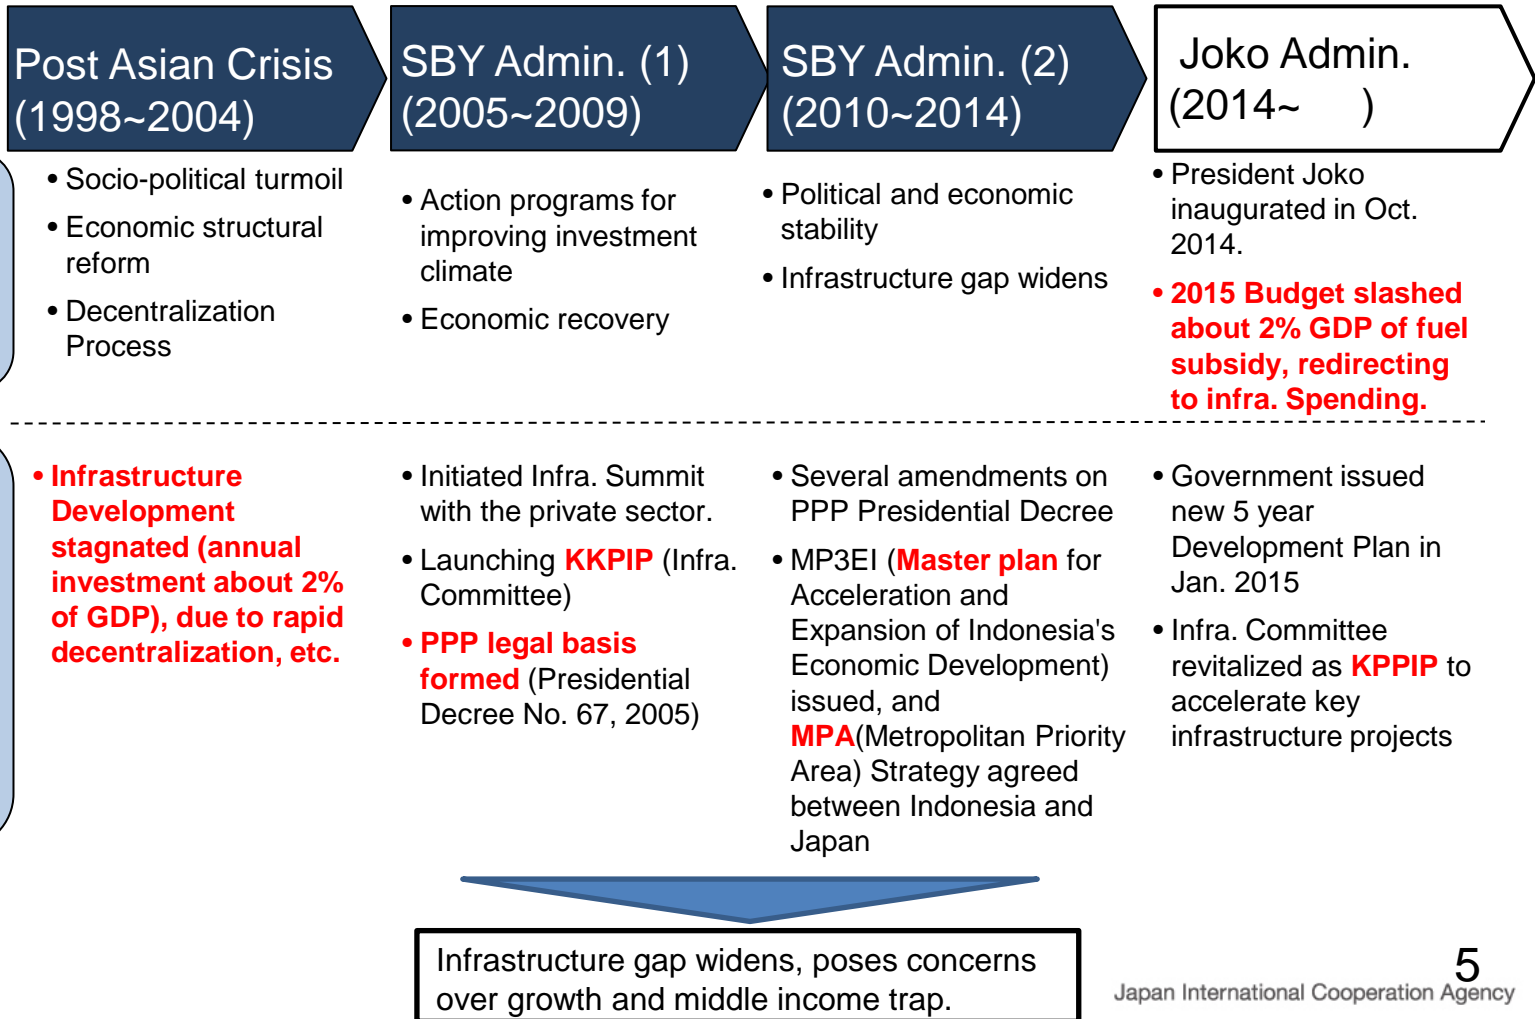 Post Asian Crisis
(1998~2004)
SBY Admin. (1)
(2005~2009)
SBY Admin. (2)
(2010~2014)
Joko Admin.
(2014~ )
• Socio-political turmoil
• Economic structural
reform
• Decentralization
Process
• Action programs for
improving investment
climate
• Economic recovery
• Political and economic
stability
• Infrastructure gap widens
• President Joko
inaugurated in Oct.
2014.
• 2015 Budget slashed
about 2% GDP of fuel
subsidy, redirecting
to infra. Spending.
• Infrastructure
Development
stagnated (annual
investment about 2%
of GDP), due to rapid
decentralization, etc.
• Initiated Infra. Summit
with the private sector.
• Launching KKPIP (Infra.
Committee)
• PPP legal basis
formed (Presidential
Decree No. 67, 2005)
• Several amendments on
PPP Presidential Decree
• MP3EI (Master plan for
Acceleration and
Expansion of Indonesia's
Economic Development)
issued, and
MPA(Metropolitan Priority
Area) Strategy agreed
between Indonesia and
Japan
• Government issued
new 5 year
Development Plan in
Jan. 2015
• Infra. Committee
revitalized as KPPIP to
accelerate key
infrastructure projects
Infrastructure gap widens, poses concerns
over growth and middle income trap.
5
Japan International Cooperation Agency